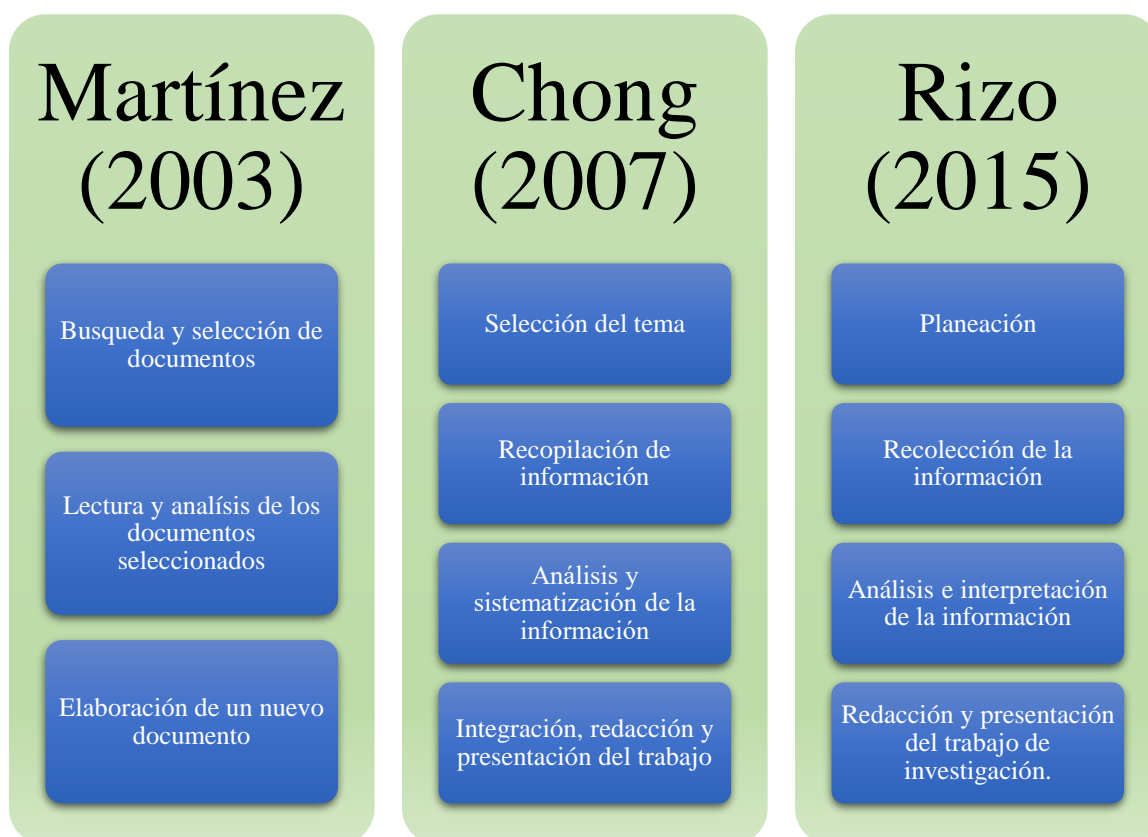 Martínez
(2003)
Busqueda y selección de
documentos
Lectura y analísis de los
documentos
seleccionados
Elaboración de un nuevo
documento
Chong
(2007)
Selección del tema
Recopilación de
información
Análisis y
sistematización de la
información
Integración, redacción y
presentación del trabajo
Rizo
(2015)
Planeación
Recolección de la
información
Análisis e interpretación
de la información
Redacción y presentación
del trabajo de
investigación.